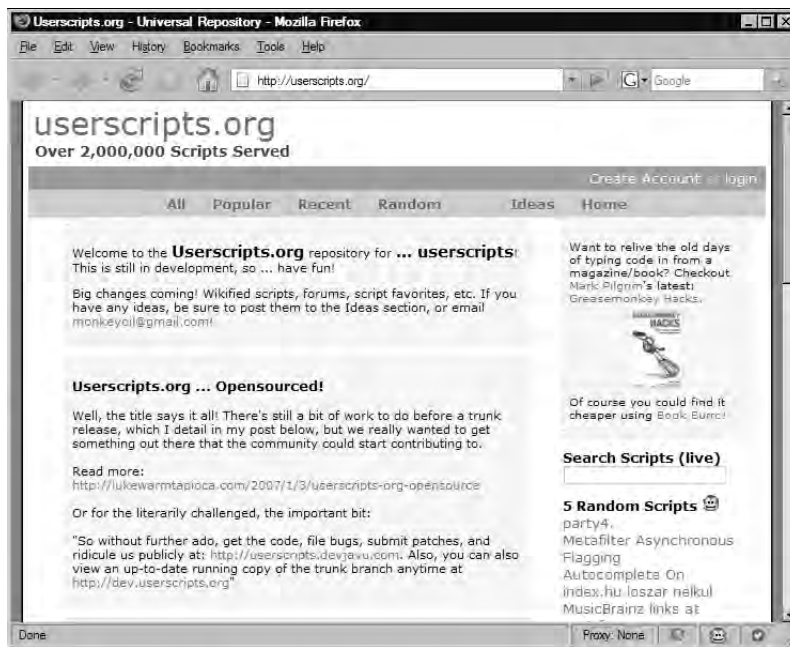 Userscripts.org - Universal Repository - Mozilla Firefox
File Edit View History Bookmarks Tools Help
http://userscripts.org/ G Google
userscripts.org
Over 2,000,000 Scripts Served
Create Account or login
All Popular Recent Random Ideas Home
Welcome to the Userscripts.org repository for ... userscripts!
This is still in development, so ... have fun!
Big changes coming! Wikified scripts, forums, script favorites, etc. If you
have any ideas, be sure to post them to the Ideas section, or email
monkeyoil@gmail.com!
Userscripts.org ... Opensourced!
Well, the title says it all! There's still a bit of work to do before a trunk
release, which I detail in my post below, but we really wanted to get
something out there that the community could start contributing to.
Read more:
http://lukewarmtapioca.com/2007/1/3/userscripts-org-opensource
Or for the literarily challenged, the important bit:
"So without further ado, get the code, file bugs, submit patches, and
ridicule us publicly at: http://userscripts.devjavu.com. Also, you can also
view an up-to-date running copy of the trunk branch anytime at
http://dev.userscripts.org"
Want to relive the old days
of typing code in from a
magazine/book? Checkout
Mark Pilgrim's latest:
Greasemonkey Hacks.
HACKS
Of course you could find it
cheaper using Book Burro!
Search Scripts (live)
5 Random Scripts
party4.
Metafilter Asynchronous
Flagging
Autocomplete On
index.hu loszar nelkul
MusicBrainz links at
Done Proxy: None